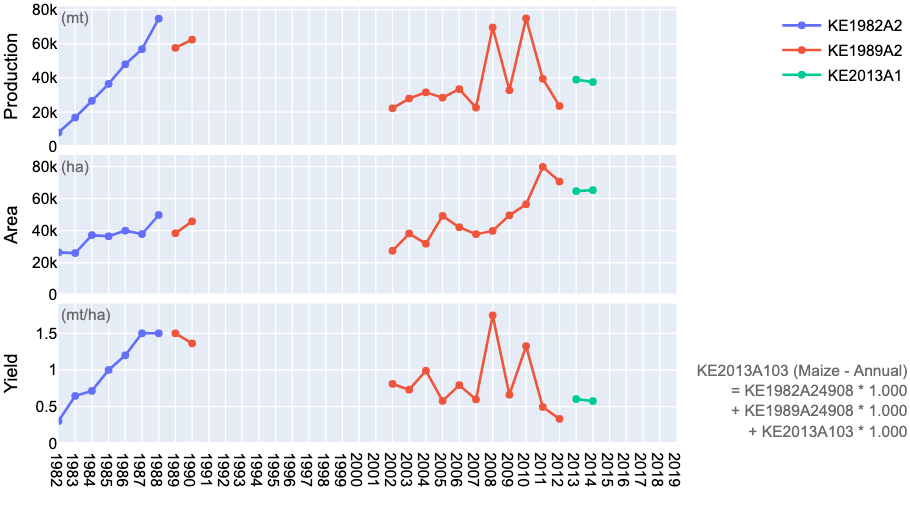 Production
(mt)
80k
60k
40k
20k
0
KE1982A2
KE1989A2
KE2013A1
Area
(ha)
80k
60k
40k
20k
0
Yield
(mt/ha)
1.5
1
0.5
0
KE2013A103 (Maize - Annual)
= KE1982A24908 * 1.000
+ KE1989A24908 * 1.000
+ KE2013A103 * 1.000
1982
1983
1984
1985
1986
1987
1988
1989
1990
1991
1992
1993
1994
1995
1996
1997
1998
1999
2000
2001
2002
2003
2004
2005
2006
2007
2008
2009
2010
2011
2012
2013
2014
2015
2016
2017
2018
2019